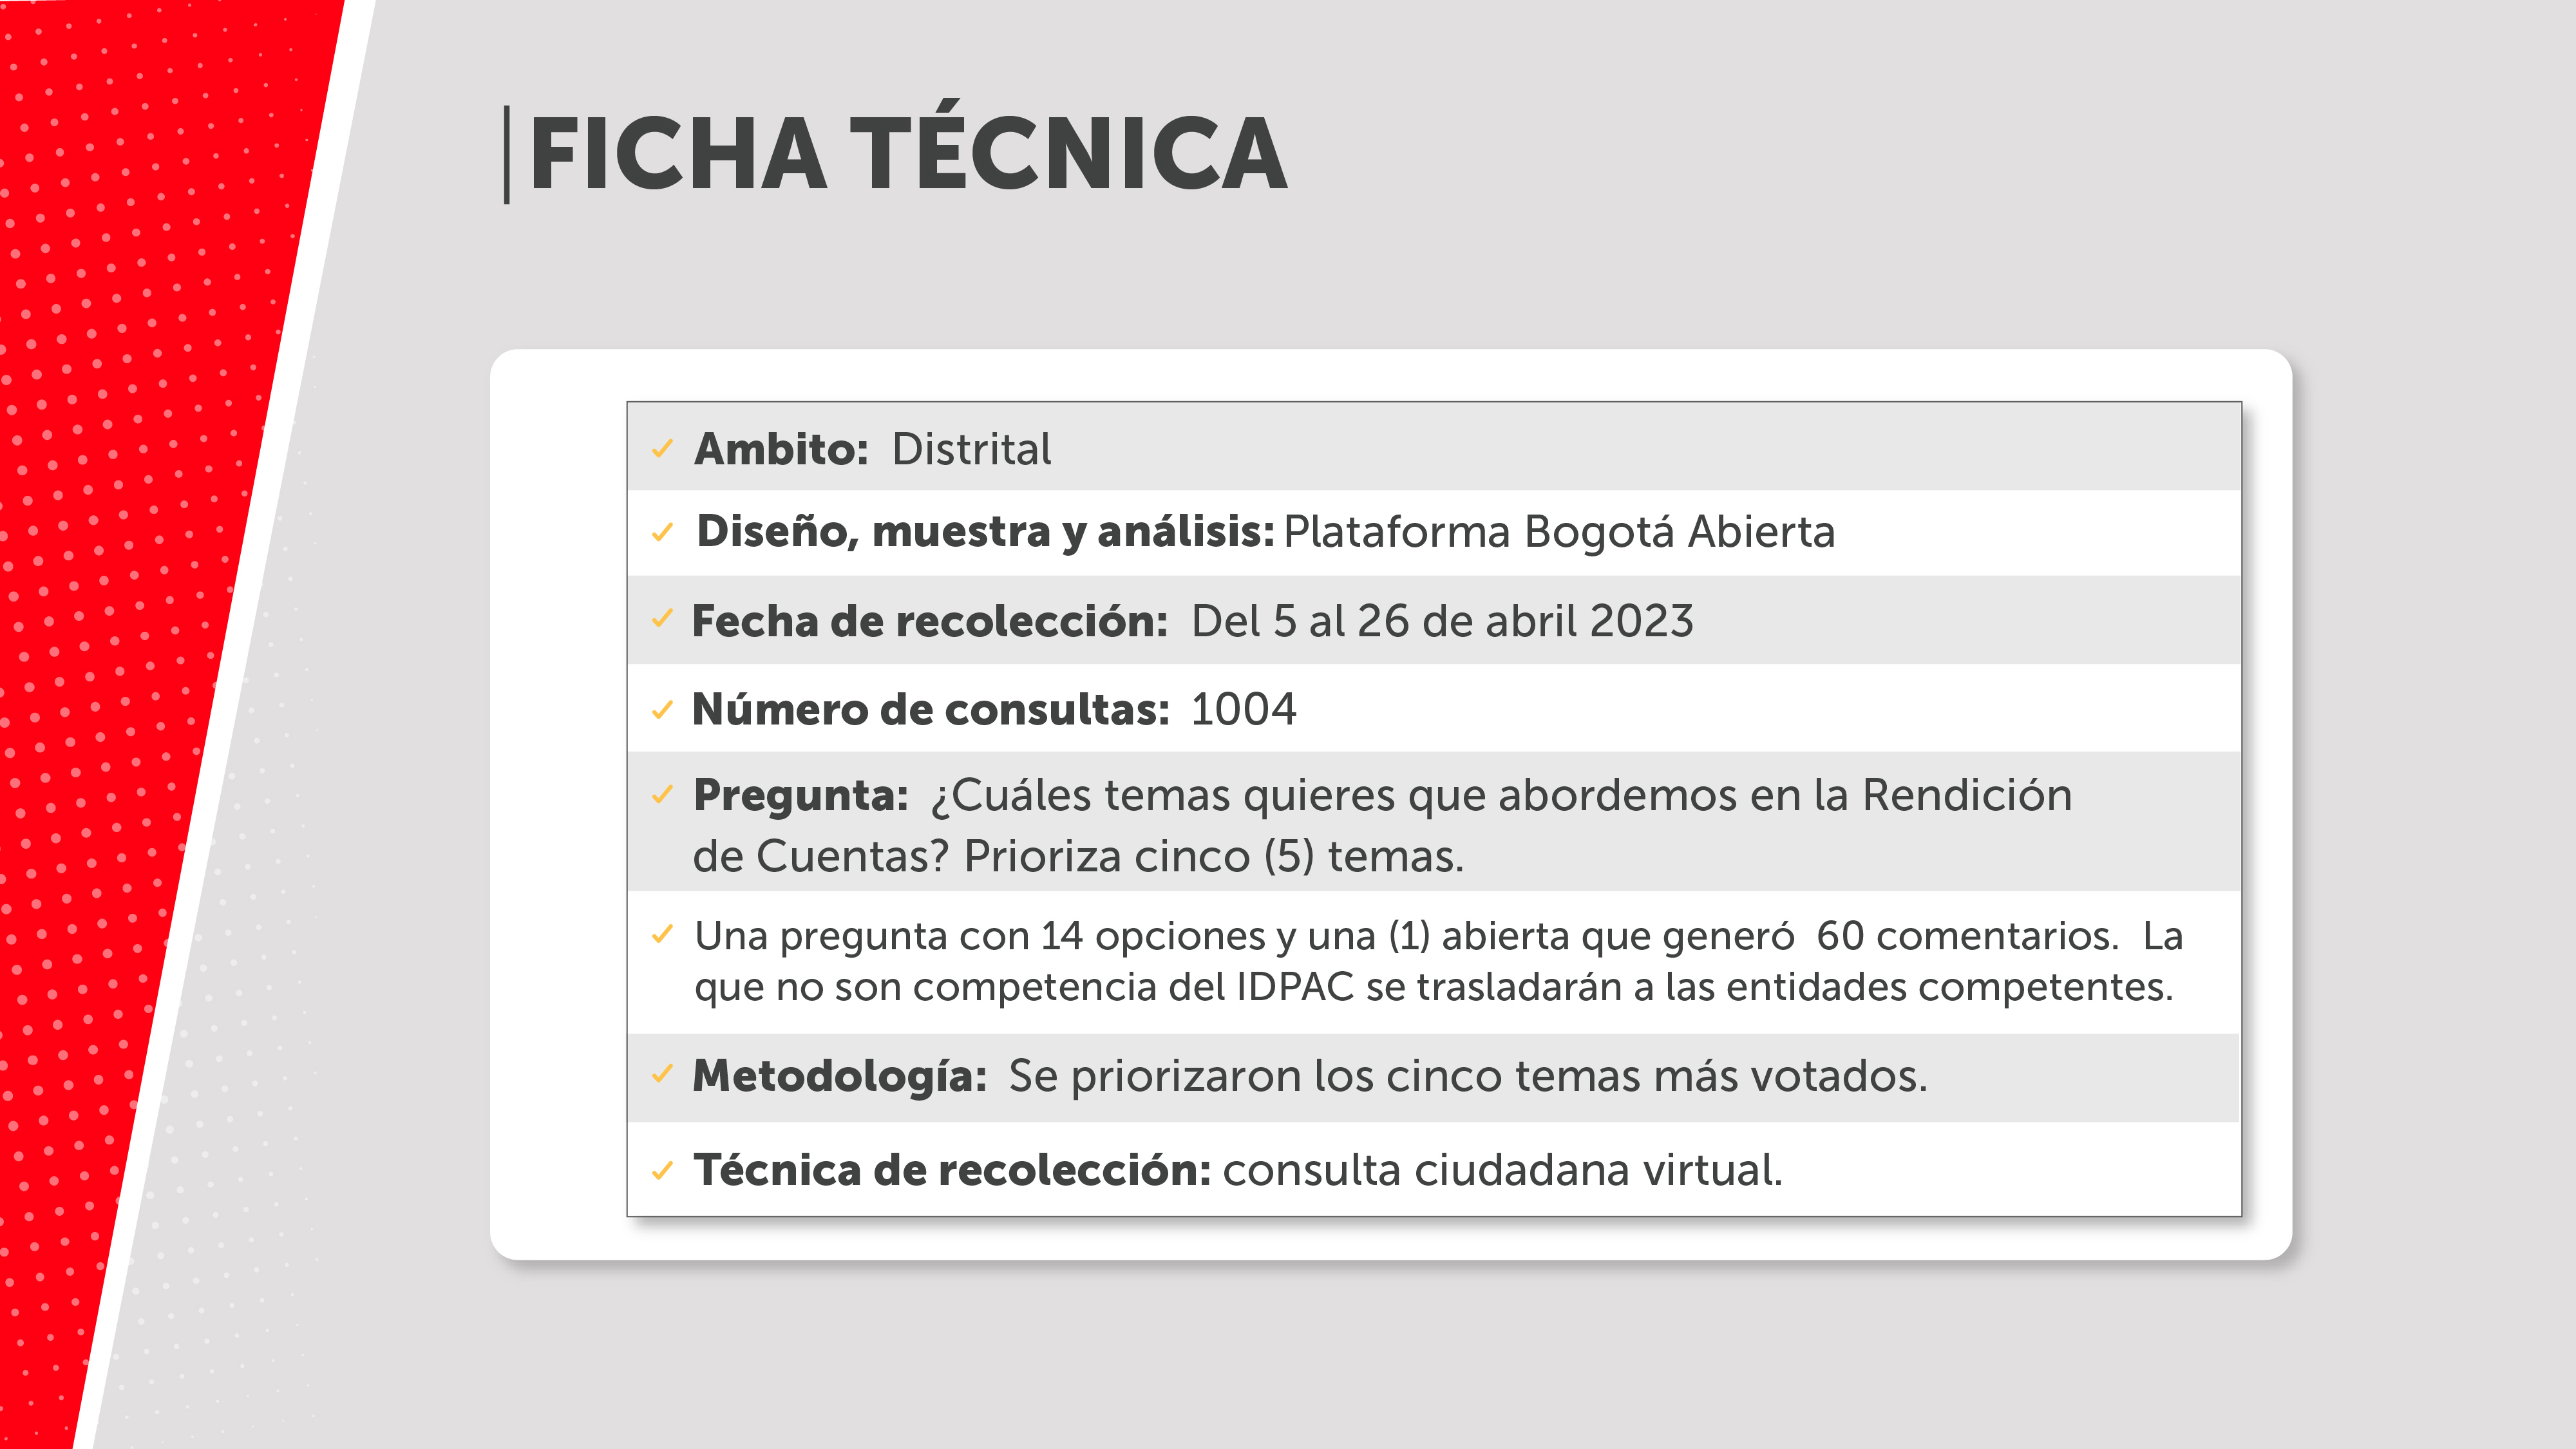 FICHA TÉCNICA
Ambito: Distrital
Diseño, muestra y análisis: Plataforma Bogotá Abierta
Fecha de recolección: Del 5 al 26 de abril 2023
Número de consultas: 1004
Pregunta: ¿Cuáles temas quieres que abordemos en la Rendición
de Cuentas? Prioriza cinco (5) temas.
Una pregunta con 14 opciones y una (1) abierta que generó 60 comentarios. La
que no son competencia del IDPAC se trasladarán a las entidades competentes.
Metodología: Se priorizaron los cinco temas más votados.
Técnica de recolección: consulta ciudadana virtual.